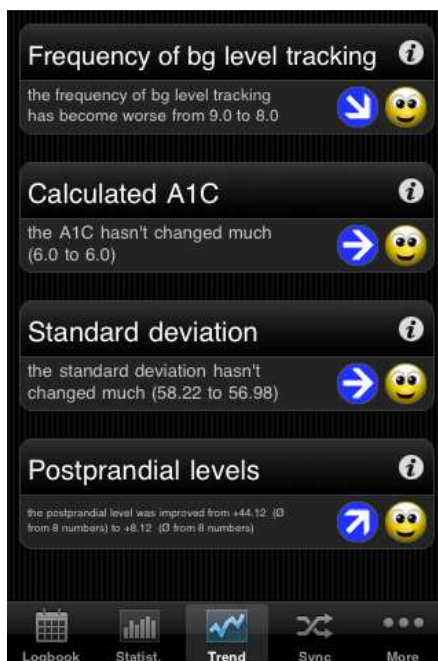 Frequency of bg level tracking
the frequency of bg level tracking
has become worse from 9.0 to 8.0
Calculated A1C
the A1C hasn't changed much
(6.0 to 6.0)
Standard deviation
the standard deviation hasn't
changed much (58.22 to 56.98)
Postprandial levels
the postprandial level was improved from +44.12 (Ø
from 8 numbers) to +8.12 (Ø from 8 numbers)
Logbook Statist. Trend Sync More